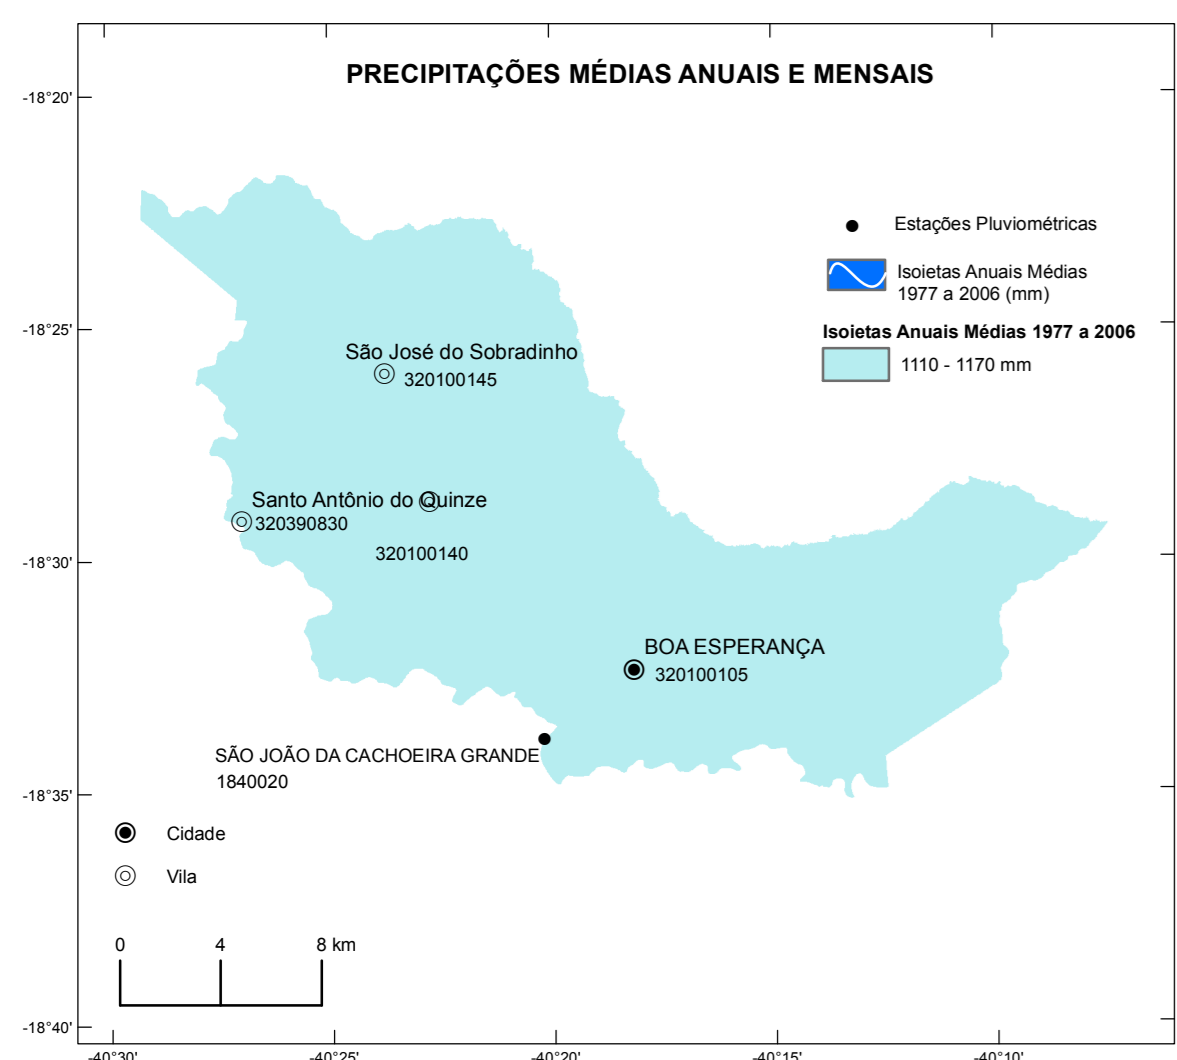 PRECIPITAÇÕES MÉDIAS ANUAIS E MENSAIS
-18°20'
Estações Pluviométricas
Isoietas Anuais Médias
1977 a 2006 (mm)
-18°25'
Isoietas Anuais Médias 1977 a 2006
1110 - 1170 mm
São José do Sobradinho
320100145
Santo Antônio do Quinze
320390830
320100140
-18°30'
BOA ESPERANÇA
320100105
SÃO JOÃO DA CACHOEIRA GRANDE
1840020
-18°35'
Cidade
Vila
0 4 8 km
-18°40'
-40°30' -40°25' -40°20' -40°15' -40°10'